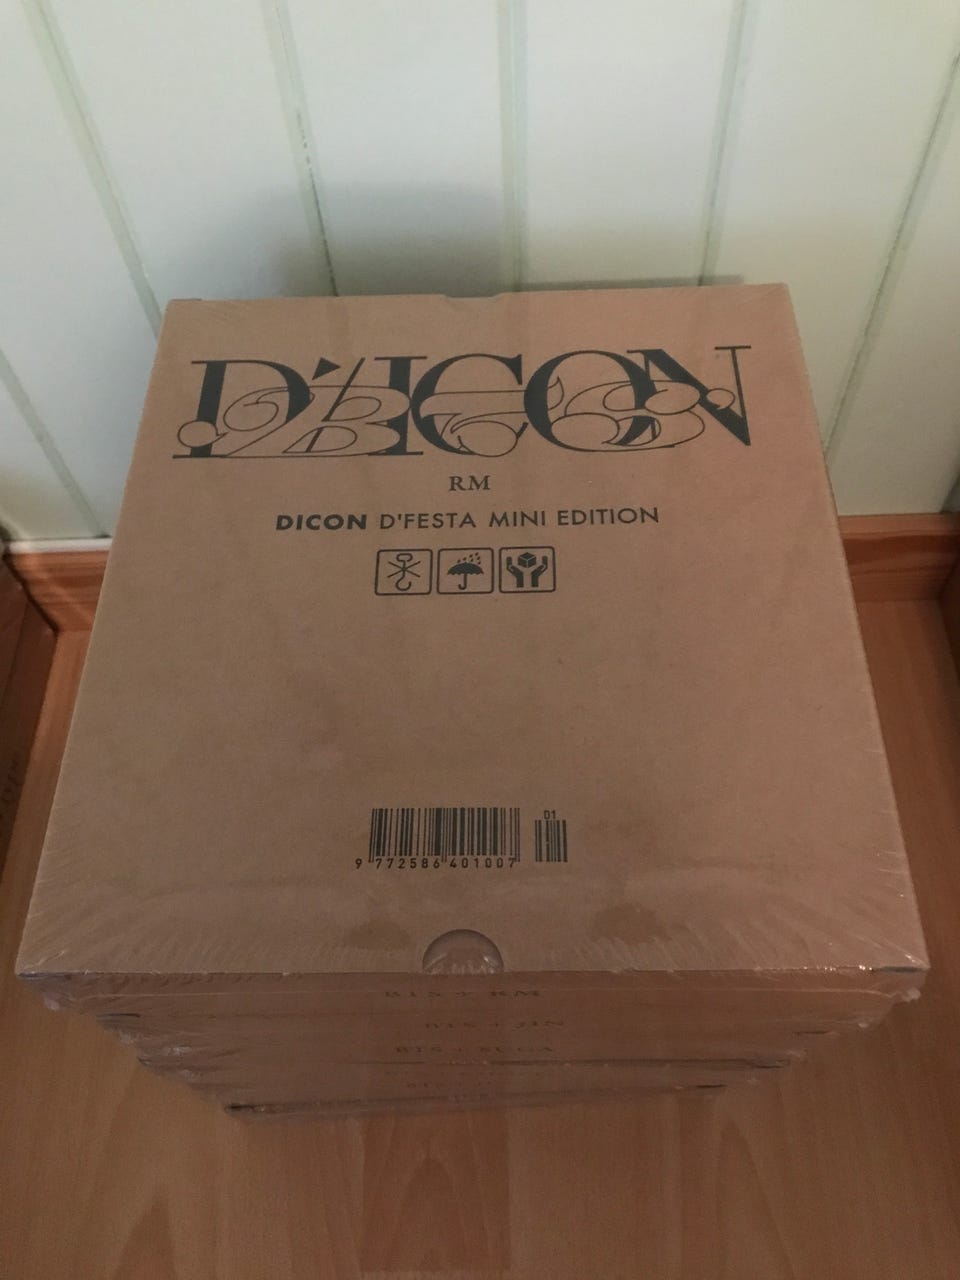 D'ICON
RM
DICON D'FESTA MINI EDITION
01
9 772586 401007
BTS + RM
BTS + JIN
BTS + SUGA